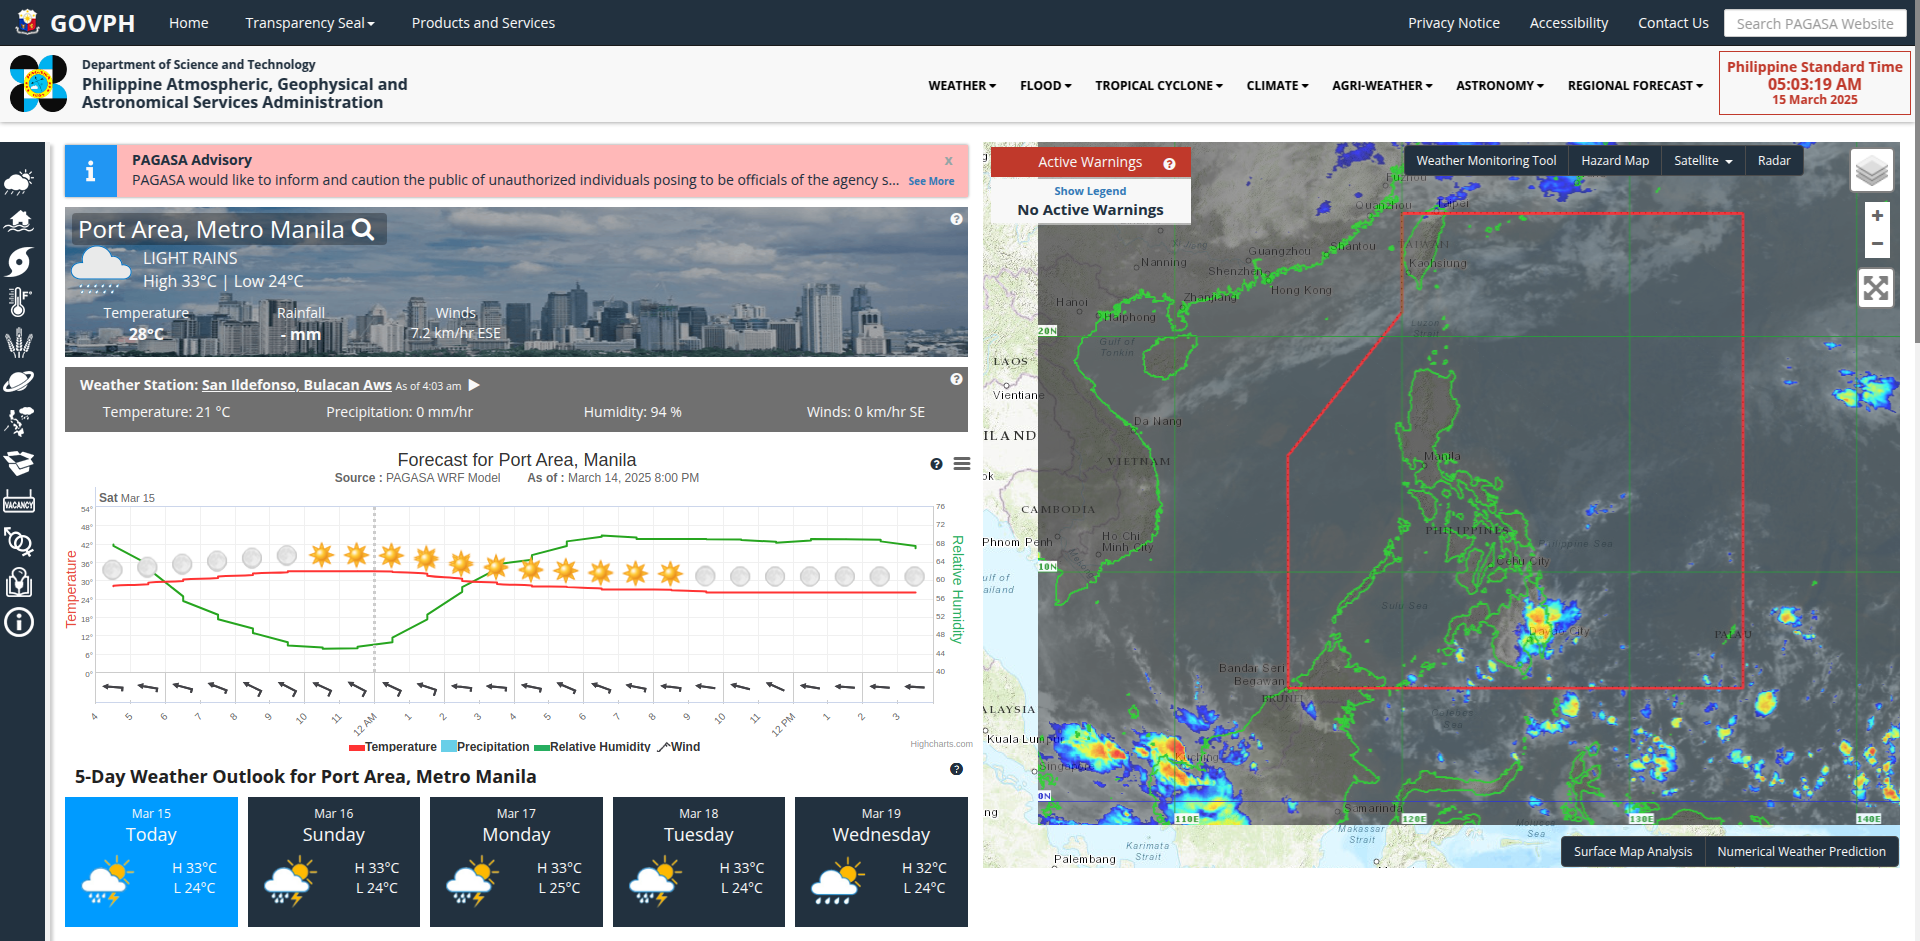 GOVPH
Home
Transparency Seal
Products and Services
Privacy Notice
Accessibility
Contact Us
Search PAGASA Website
Department of Science and Technology
Philippine Atmospheric, Geophysical and
Astronomical Services Administration
WEATHER
FLOOD
TROPICAL CYCLONE
CLIMATE
AGRI-WEATHER
ASTRONOMY
REGIONAL FORECAST
Philippine Standard Time
05:03:19 AM
15 March 2025
PAGASA Advisory
x
PAGASA would like to inform and caution the public of unauthorized individuals posing to be officials of the agency s... See More
Port Area, Metro Manila
LIGHT RAINS
High 33°C | Low 24°C
Temperature
28°C
Rainfall
- mm
Winds
7.2 km/hr ESE
Weather Station: San Ildefonso, Bulacan Aws As of 4:03 am
Temperature: 21 °C
Precipitation: 0 mm/hr
Humidity: 94 %
Winds: 0 km/hr SE
VACANCY
Forecast for Port Area, Manila
Source : PAGASA WRF Model As of : March 14, 2025 8:00 PM
Sat Mar 15
54°
48°
42°
36°
30°
24°
18°
12°
6°
0°
Temperature
76
72
68
64
60
56
52
48
44
40
Relative Humidity
4 5 6 7 8 9 10 11 12 AM 1 2 3 4 5 6 7 8 9 10 11 12 PM 1 2 3
Temperature
Precipitation
Relative Humidity
Wind
Highcharts.com
5-Day Weather Outlook for Port Area, Metro Manila
Mar 15
Today
H 33°C
L 24°C
Mar 16
Sunday
H 33°C
L 24°C
Mar 17
Monday
H 33°C
L 25°C
Mar 18
Tuesday
H 33°C
L 24°C
Mar 19
Wednesday
H 32°C
L 24°C
Active Warnings
Show Legend
No Active Warnings
Weather Monitoring Tool
Hazard Map
Satellite
Radar
+
−
Quanzhou
Taipei
Shantou
TAIWAN
Kaohsiung
Guangzhou
Nanning
Shenzhen
Hong Kong
Zhanjiang
Hanoi
Haiphong
20N
Gulf of
Tonkin
Luzon
Strait
LAOS
Vientiane
Da Nang
ILAND
VIETNAM
Manila
CAMBODIA
PHILIPPINES
Phnom Penh
Ho Chi
Minh City
Philippine Sea
Cebu City
10N
ulf of
ailand
Sulu Sea
Davao City
PALAU
Bandar Seri
Begawan
BRUNEI
ALAYSIA
Kuala Lumpur
Kuching
Singapore
0N
Samarinda
110E
120E
130E
140E
ng
Makassar
Strait
Molucca
Sea
Karimata
Strait
Palembang
Surface Map Analysis
Numerical Weather Prediction